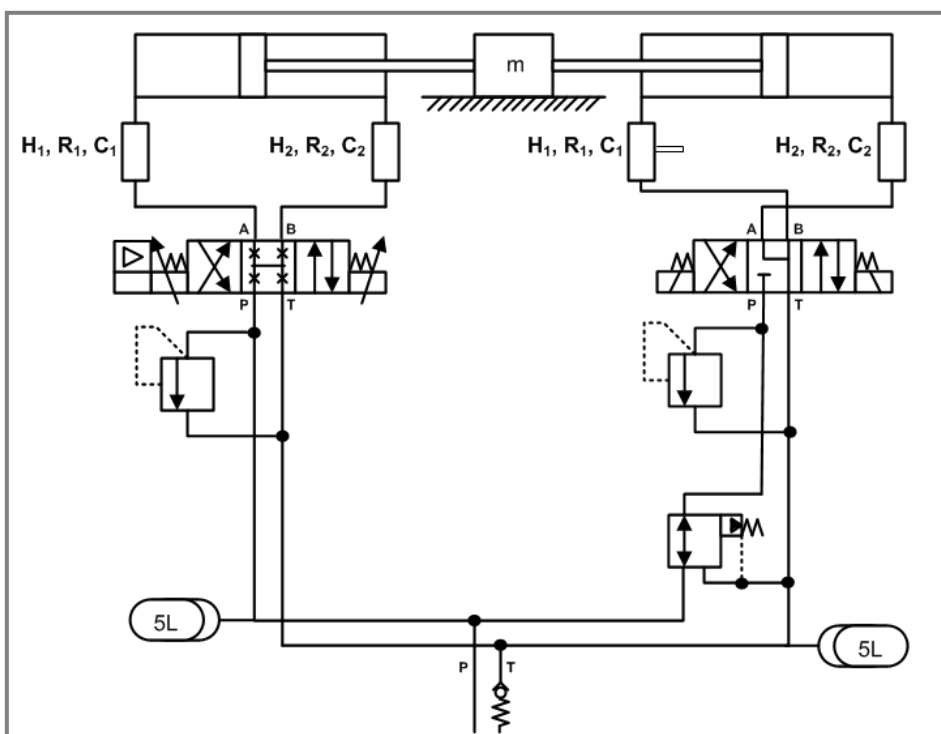 m
H₁, R₁, C₁ H₂, R₂, C₂ H₁, R₁, C₁ H₂, R₂, C₂
A B A B
P T P T
5L 5L
P T